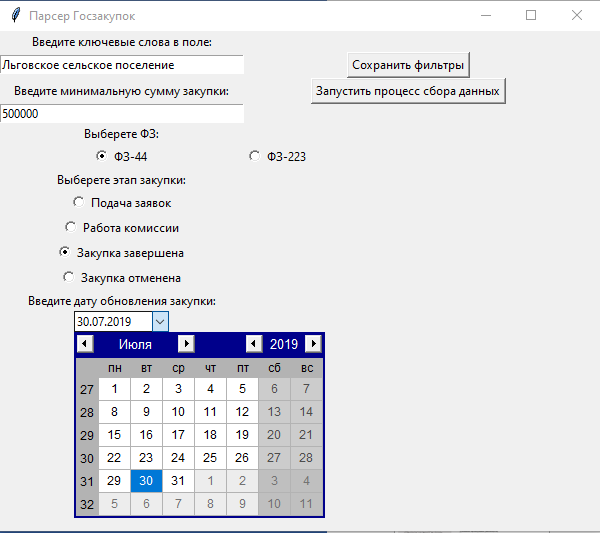 Парсер Госзакупок
Введите ключевые слова в поле:
Льговское сельское поселение
Сохранить фильтры
Введите минимальную сумму закупки:
Запустить процесс сбора данных
500000
Выберете ФЗ:
ФЗ-44 ФЗ-223
Выберете этап закупки:
Подача заявок
Работа комиссии
Закупка завершена
Закупка отменена
Введите дату обновления закупки:
30.07.2019
Июля 2019
пн вт ср чт пт сб вс
27 1 2 3 4 5 6 7
28 8 9 10 11 12 13 14
29 15 16 17 18 19 20 21
30 22 23 24 25 26 27 28
31 29 30 31 1 2 3 4
32 5 6 7 8 9 10 11